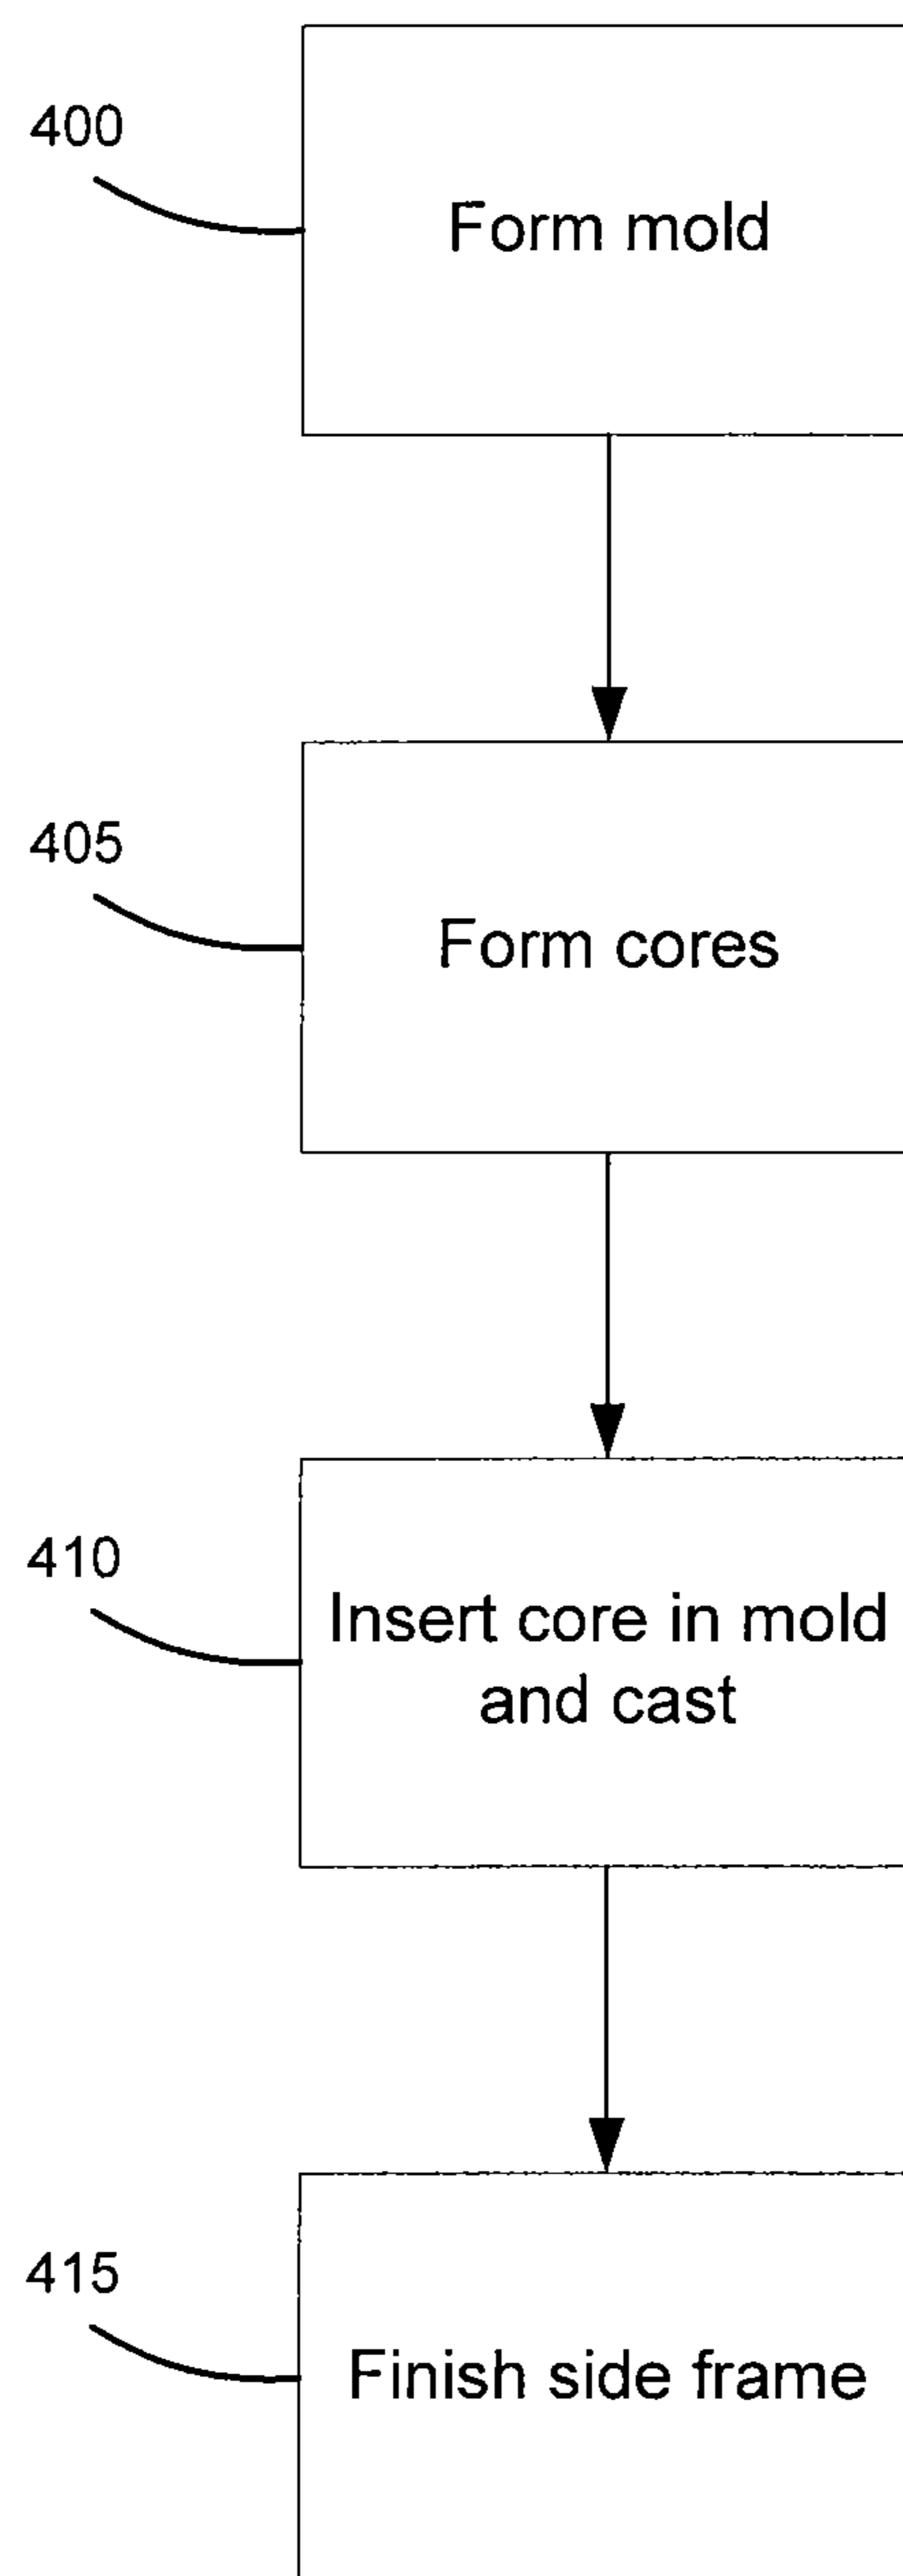 400
Form mold
405
Form cores
410
Insert core in mold
and cast
415
Finish side frame